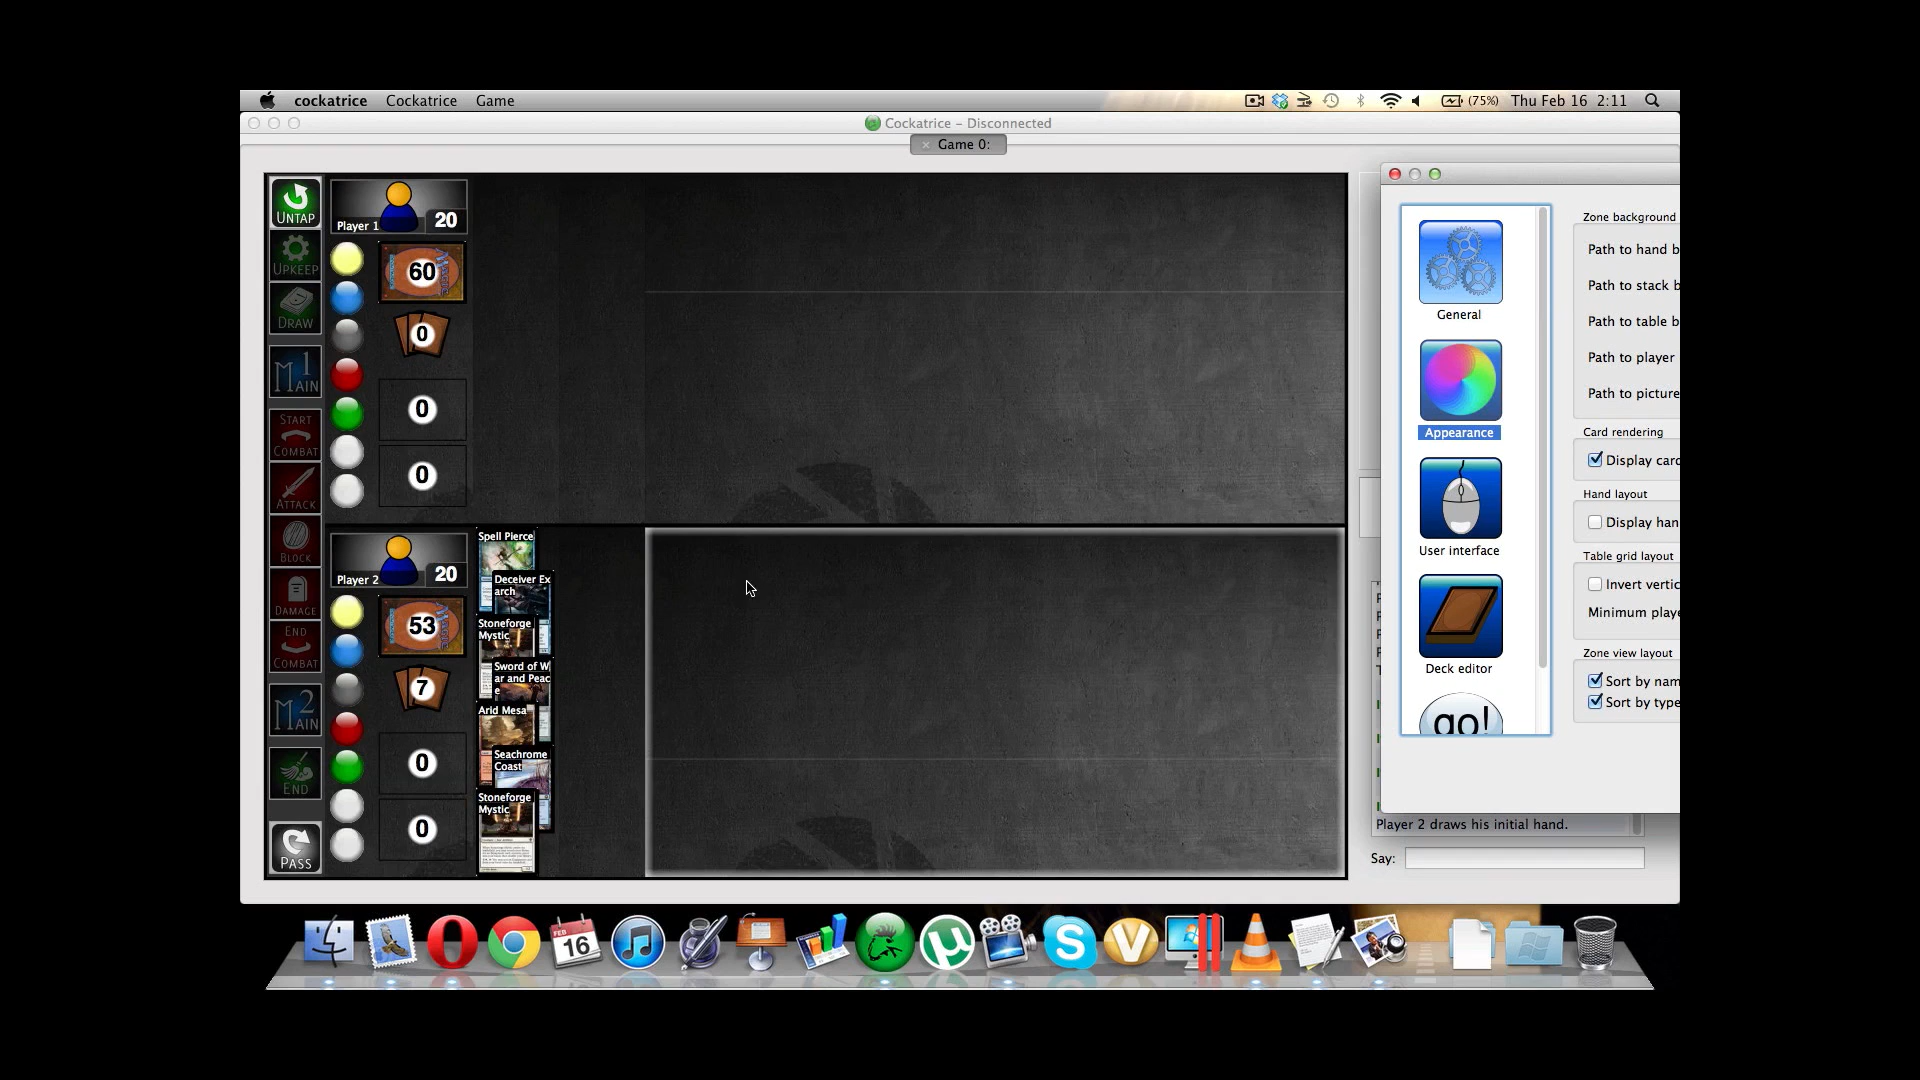 cockatrice Cockatrice Game
(75%) Thu Feb 16 2:11
Cockatrice – Disconnected
Game 0:
UNTAP
UPKEEP
DRAW
MAIN 1
START
COMBAT
ATTACK
BLOCK
DAMAGE
END
COMBAT
MAIN 2
END
PASS
Player 1
20
60
0
0
0
Player 2
20
53
7
0
0
Spell Pierce
Deceiver Ex
arch
Stoneforge
Mystic
Sword of W
ar and Peac
e
Arid Mesa
Seachrome
Coast
Stoneforge
Mystic
General
Appearance
User interface
Deck editor
go!
Zone background
Path to hand b
Path to stack b
Path to table b
Path to player
Path to picture
Card rendering
Display card
Hand layout
Display han
Table grid layout
Invert vertic
Minimum playe
Zone view layout
Sort by nam
Sort by type
Player 2 draws his initial hand.
Say:
FEB
16